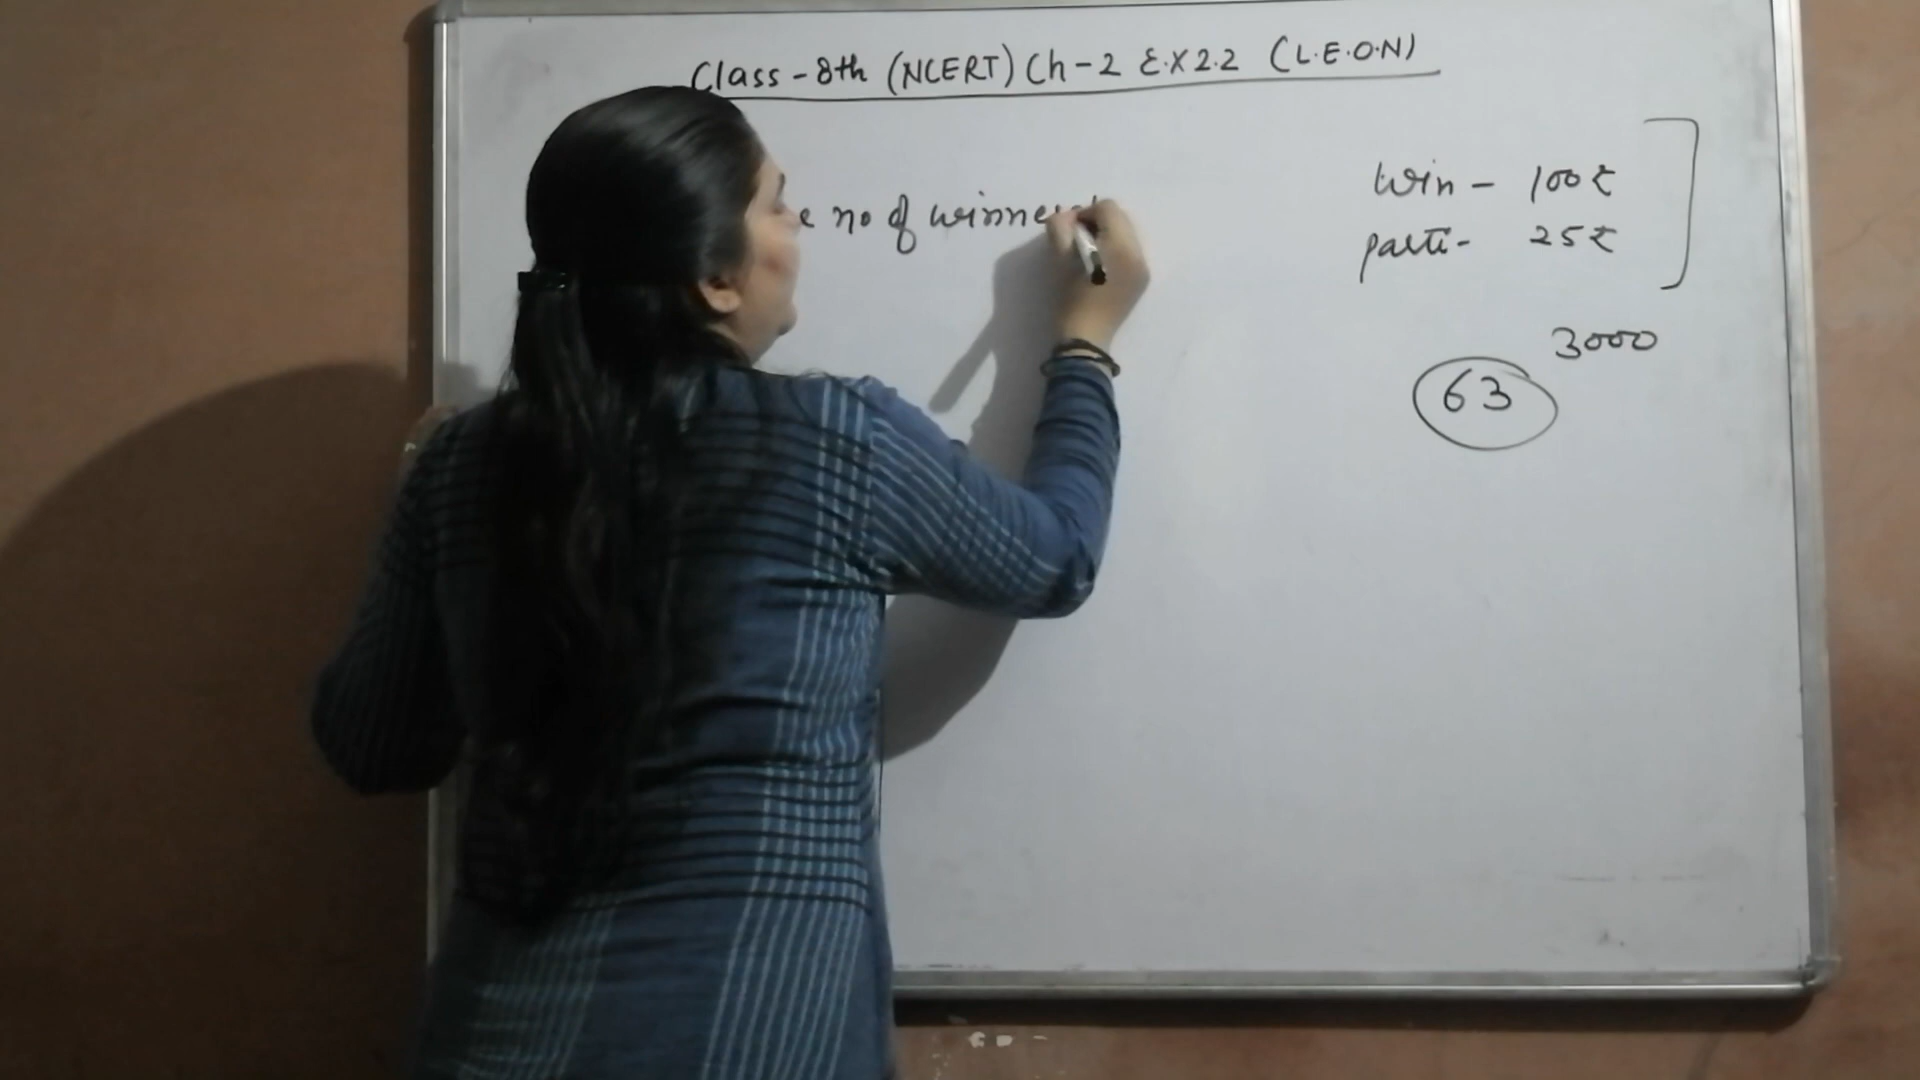 Class - 8th (NCERT) Ch - 2 E.X 2.2 (L.E.O.N)
no of winners
Win - 100₹
parti - 25₹
3000
63